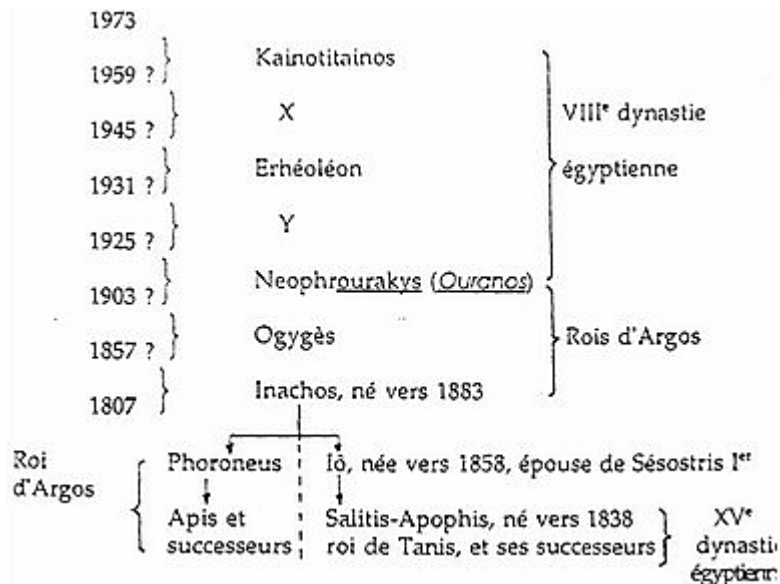 1973
Kainotitainos
1959 ?
X
VIIIᵉ dynastie
1945 ?
Erhéoléon
égyptienne
1931 ?
Y
1925 ?
Neophrourakys (Ouranos)
1903 ?
Ogygès
Rois d'Argos
1857 ?
Inachos, né vers 1883
1807
Roi
d'Argos
Phoroneus
Iô, née vers 1858, épouse de Sésostris Iᵉʳ
Apis et
successeurs
Salitis-Apophis, né vers 1838
roi de Tanis, et ses successeurs
XVᵉ
dynasti
égyptienn